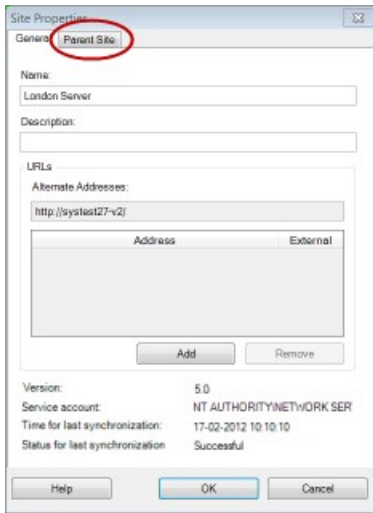 Site Properties
General
Parent Site
Name:
London Server
Description:
URLs
Alternate Addresses:
http://systest27-v2/
Address External
Add Remove
Version: 5.0
Service account: NT AUTHORITY\NETWORK SER
Time for last synchronization: 17-02-2012 10:10:10
Status for last synchronization Successful
Help OK Cancel